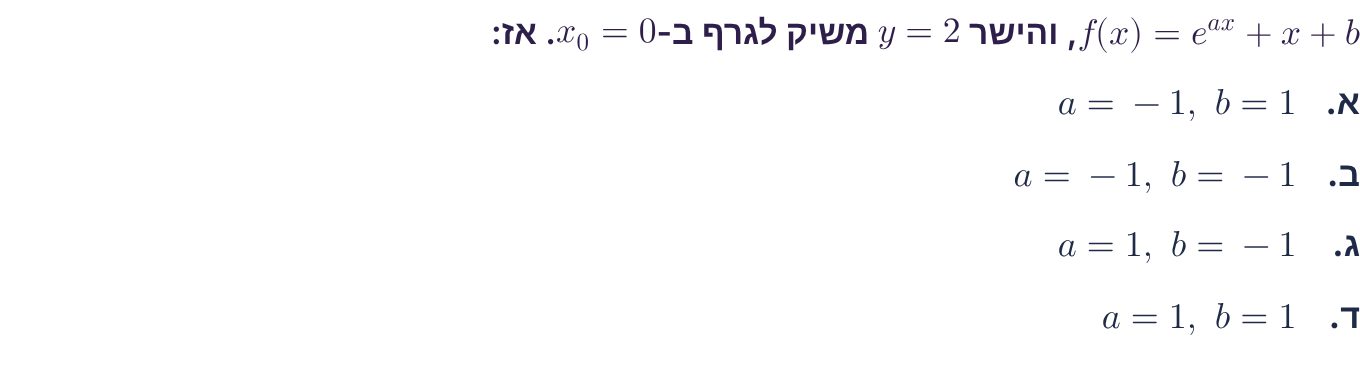 f(x) = e^{ax} + x + b, והישר y = 2 משיק לגרף ב-x_0 = 0. אז:
א. a = −1, b = 1
ב. a = −1, b = −1
ג. a = 1, b = −1
ד. a = 1, b = 1